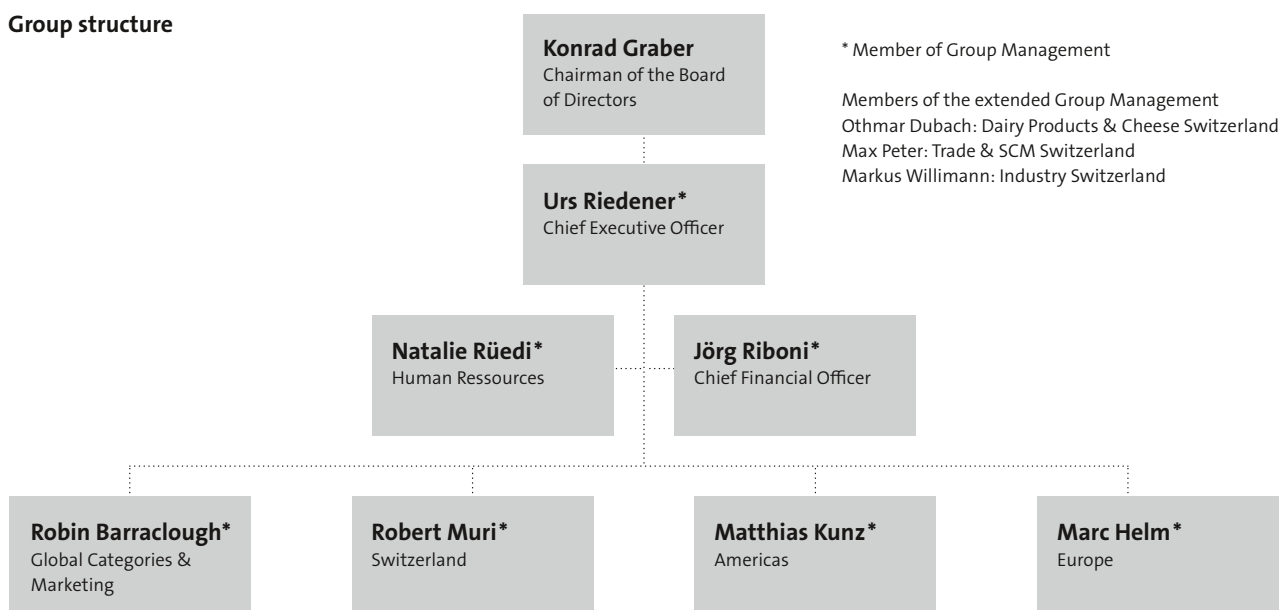 Group structure
Konrad Graber
Chairman of the Board
of Directors
* Member of Group Management
Members of the extended Group Management
Othmar Dubach: Dairy Products & Cheese Switzerland
Max Peter: Trade & SCM Switzerland
Markus Willimann: Industry Switzerland
Urs Riedener*
Chief Executive Officer
Natalie Rüedi*
Human Ressources
Jörg Riboni*
Chief Financial Officer
Robin Barraclough*
Global Categories &
Marketing
Robert Muri*
Switzerland
Matthias Kunz*
Americas
Marc Helm*
Europe